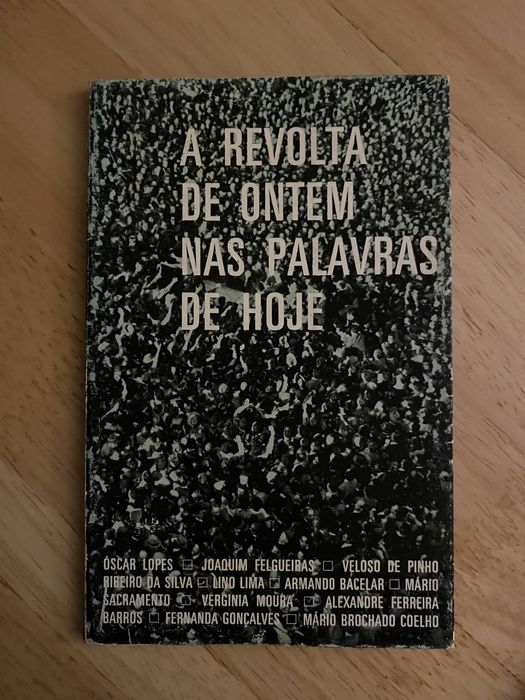 A REVOLTA
DE ONTEM
NAS PALAVRAS
DE HOJE
ÓSCAR LOPES □ JOAQUIM FELGUEIRAS □ VELOSO DE PINHO
RIBEIRO DA SILVA □ LINO LIMA □ ARMANDO BACELAR □ MÁRIO
SACRAMENTO □ VERGÍNIA MOURA □ ALEXANDRE FERREIRA
BARROS □ FERNANDA GONÇALVES □ MÁRIO BROCHADO COELHO